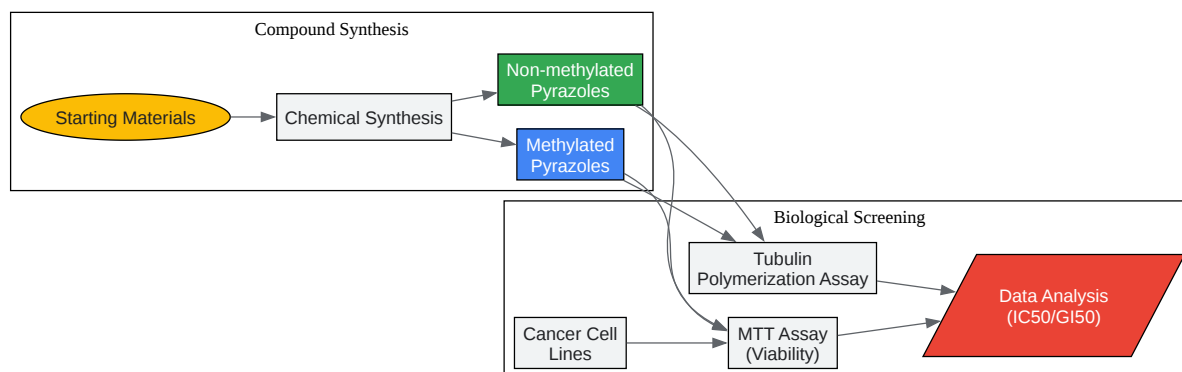 Compound Synthesis
Starting Materials
Chemical Synthesis
Non-methylated
Pyrazoles
Methylated
Pyrazoles
Biological Screening
Tubulin
Polymerization Assay
Cancer Cell
Lines
MTT Assay
(Viability)
Data Analysis
(IC50/GI50)